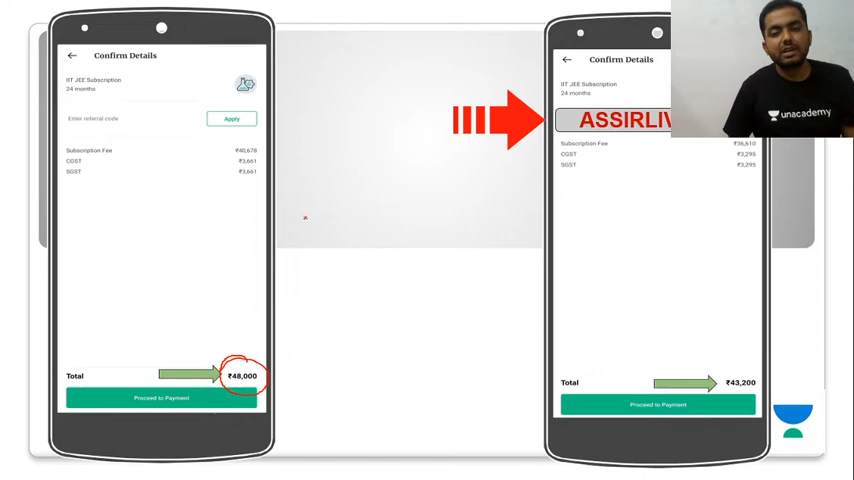 Confirm Details
IIT JEE Subscription
24 months
Enter referral code
Apply
Subscription Fee ₹40,678
CGST ₹3,661
SGST ₹3,661
Total ₹48,000
Proceed to Payment
Confirm Details
IIT JEE Subscription
24 months
ASSIRLIV
Subscription Fee ₹36,610
CGST ₹3,295
SGST ₹3,295
Total ₹43,200
Proceed to Payment
unacademy